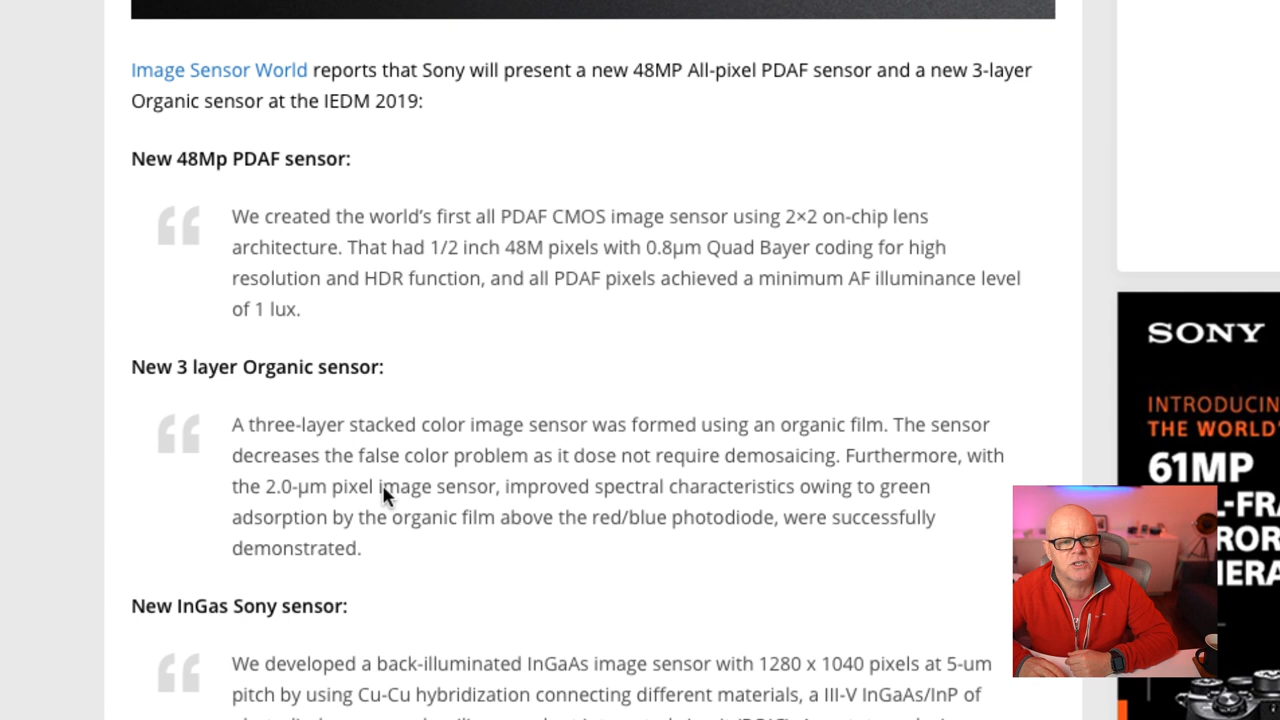 Image Sensor World reports that Sony will present a new 48MP All-pixel PDAF sensor and a new 3-layer
Organic sensor at the IEDM 2019:
New 48Mp PDAF sensor:
We created the world's first all PDAF CMOS image sensor using 2×2 on-chip lens
architecture. That had 1/2 inch 48M pixels with 0.8μm Quad Bayer coding for high
resolution and HDR function, and all PDAF pixels achieved a minimum AF illuminance level
of 1 lux.
New 3 layer Organic sensor:
A three-layer stacked color image sensor was formed using an organic film. The sensor
decreases the false color problem as it dose not require demosaicing. Furthermore, with
the 2.0-μm pixel image sensor, improved spectral characteristics owing to green
adsorption by the organic film above the red/blue photodiode, were successfully
demonstrated.
New InGas Sony sensor:
We developed a back-illuminated InGaAs image sensor with 1280 x 1040 pixels at 5-um
pitch by using Cu-Cu hybridization connecting different materials, a III-V InGaAs/InP of
SONY
INTRODUCIN
THE WORLD'
61MP
L-FRA
ROR
ERA